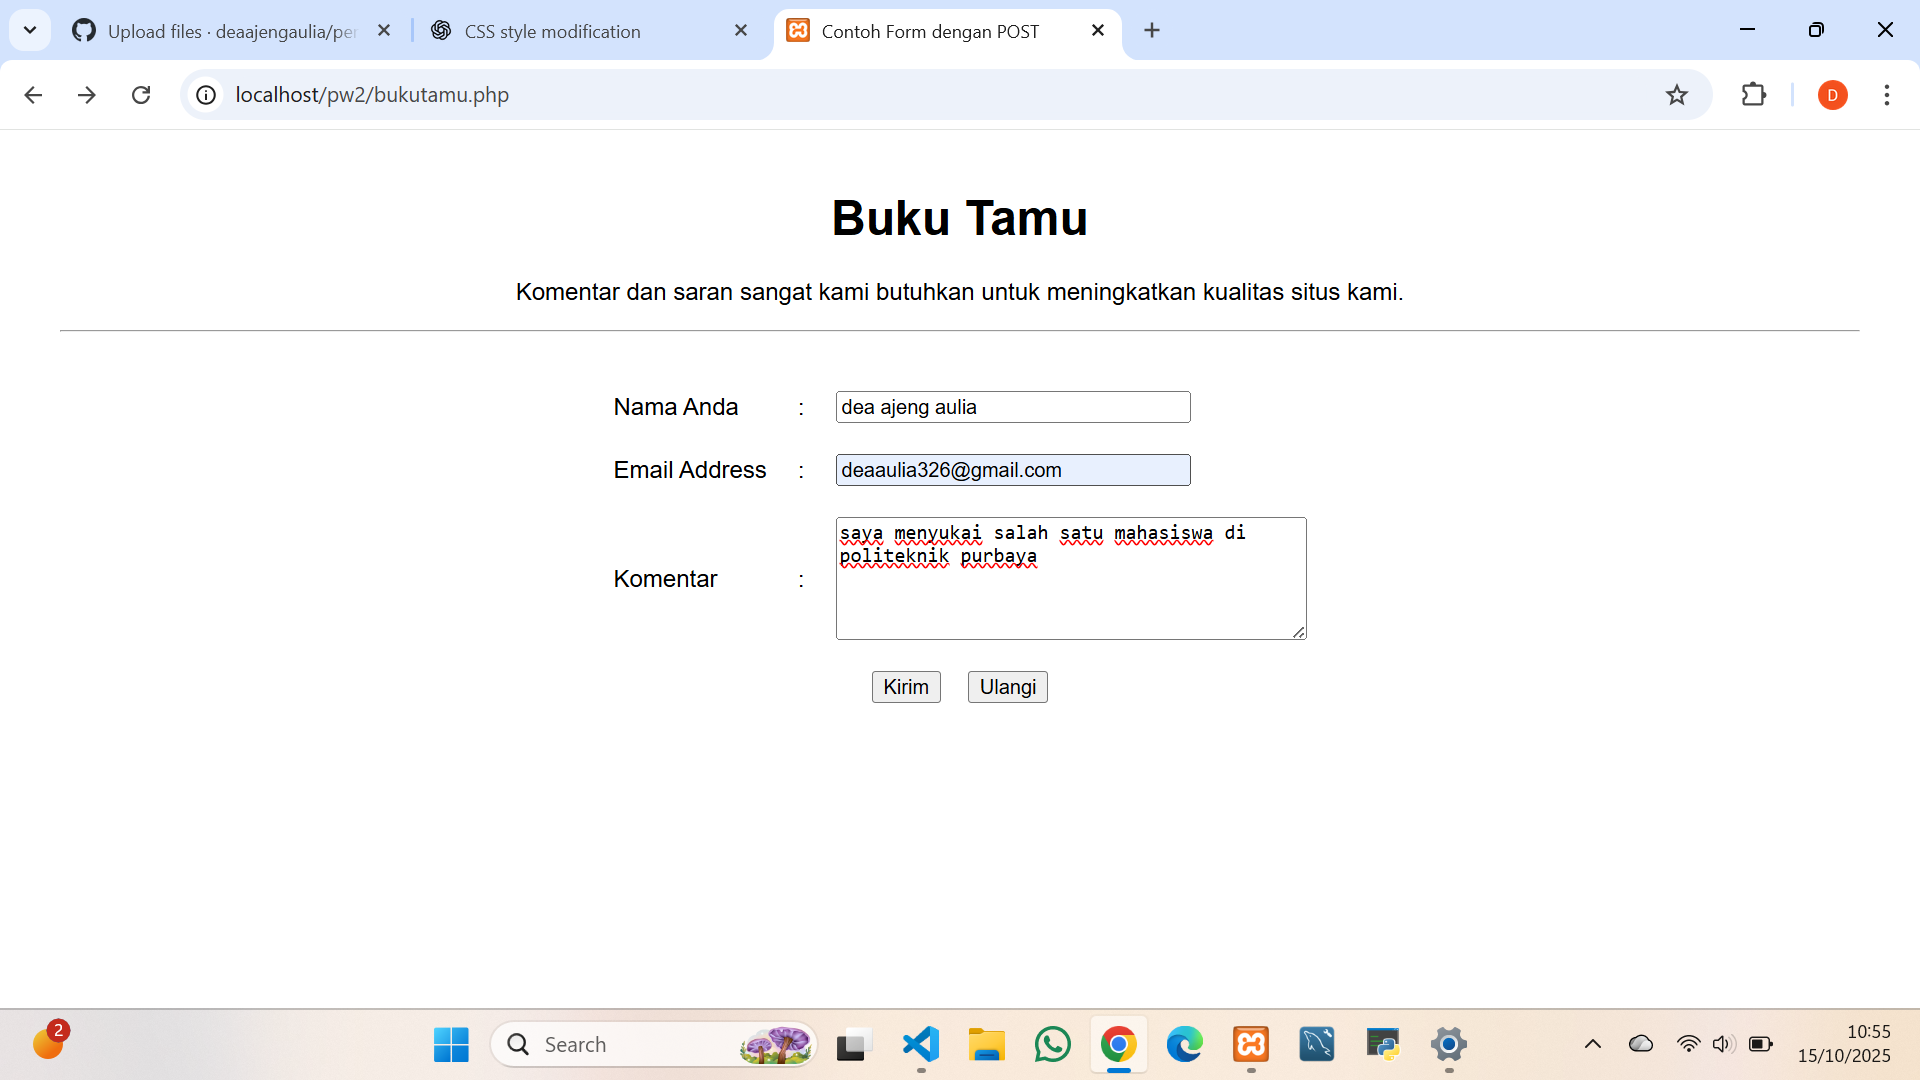 Upload files · deaajengaulia/per
CSS style modification
Contoh Form dengan POST
localhost/pw2/bukutamu.php
D
Buku Tamu
Komentar dan saran sangat kami butuhkan untuk meningkatkan kualitas situs kami.
Nama Anda : dea ajeng aulia
Email Address : deaaulia326@gmail.com
Komentar :
saya menyukai salah satu mahasiswa di
politeknik purbaya
Kirim Ulangi
2
Search
10:55
15/10/2025